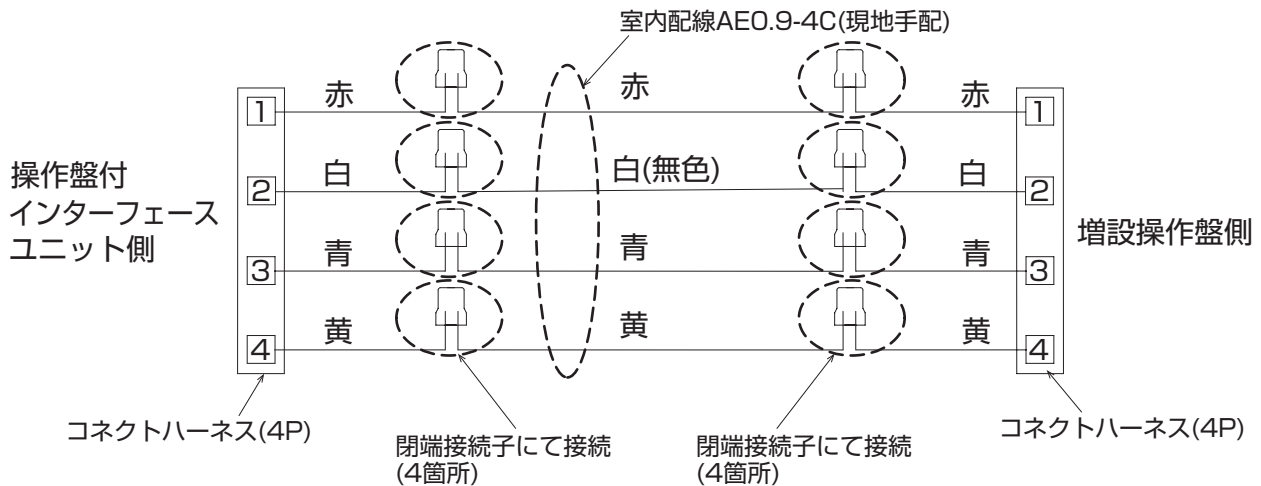 室内配線AE0.9-4C(現地手配)
赤 赤 赤
1 1
白 白(無色) 白
2 2
操作盤付
インターフェース
ユニット側
増設操作盤側
青 青 青
3 3
黄 黄 黄
4 4
コネクトハーネス(4P)
閉端接続子にて接続
(4箇所)
閉端接続子にて接続
(4箇所)
コネクトハーネス(4P)